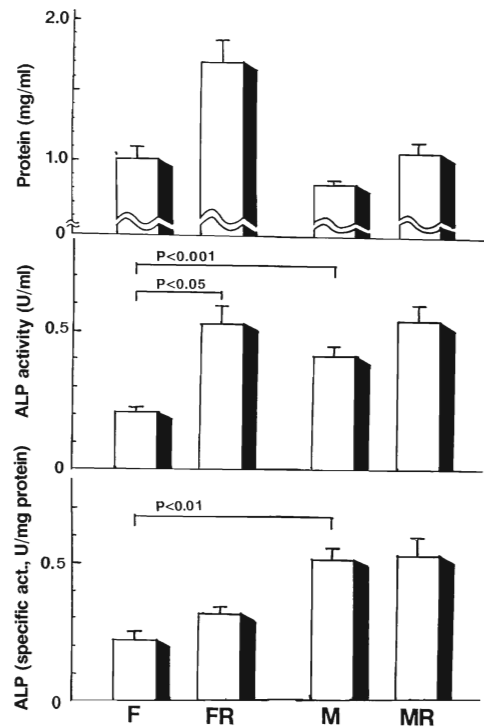 Protein (mg/ml)
2.0
1.0
0
ALP activity (U/ml)
P<0.001
P<0.05
0.5
0
ALP (specific act., U/mg protein)
P<0.01
0.5
0
F FR M MR